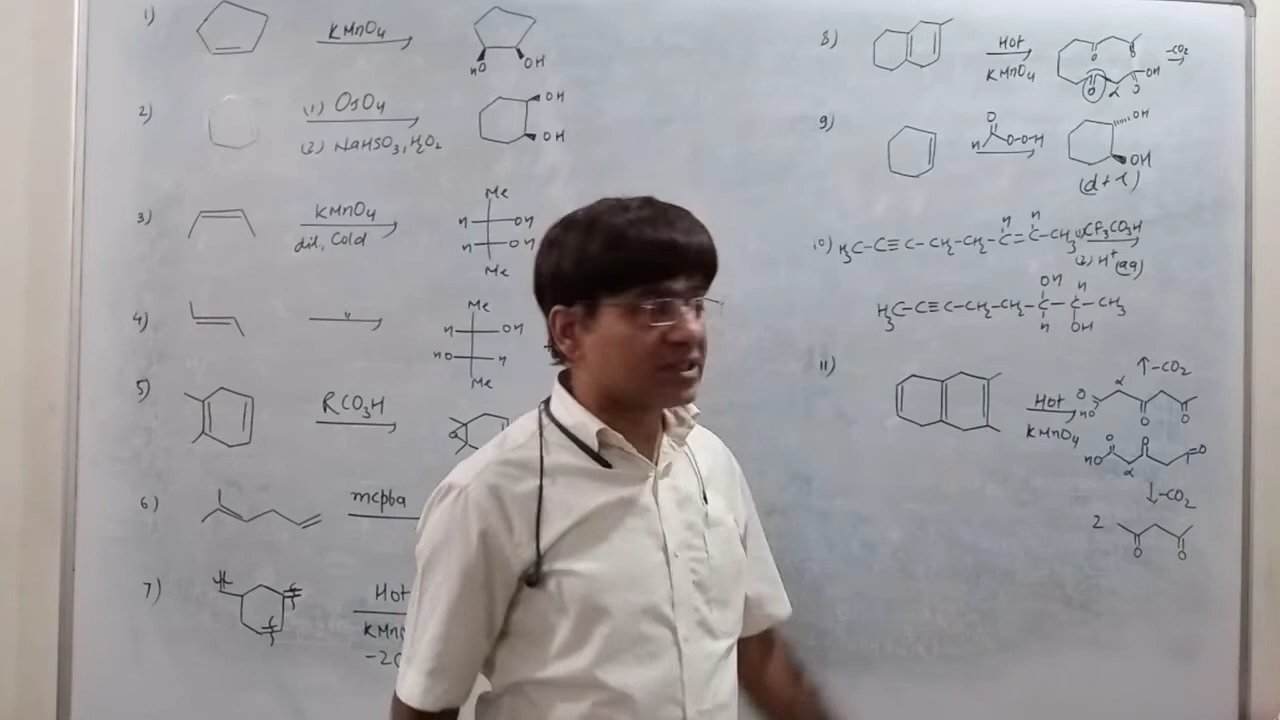 1) KMnO4
HO OH
2) (1) OsO4
(2) NaHSO3, H2O2
OH
OH
3) KMnO4
dil, Cold
Me
H OH
H OH
Me
4) "
Me
H OH
HO H
Me
5) RCO3H
6) mcpba
7) Hot
8) Hot
KMnO4
O O
O OH
O
α
-CO2
9) O
H O-O-H
OH
OH
(d+l)
10) H3C-C≡C-CH2-CH2-C=C-CH3
H H
(1) CF3CO3H
(2) H+ (aq)
OH H
H3C-C≡C-CH2-CH2-C-C-CH3
H OH
11) Hot
KMnO4
↑-CO2
O α
HO O O
O O
HO α O
↓-CO2
2
O O